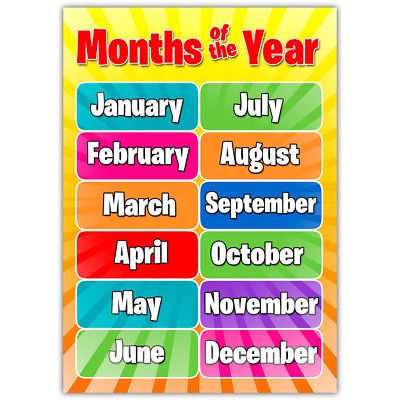 Months of the Year
January
February
March
April
May
June
July
August
September
October
November
December